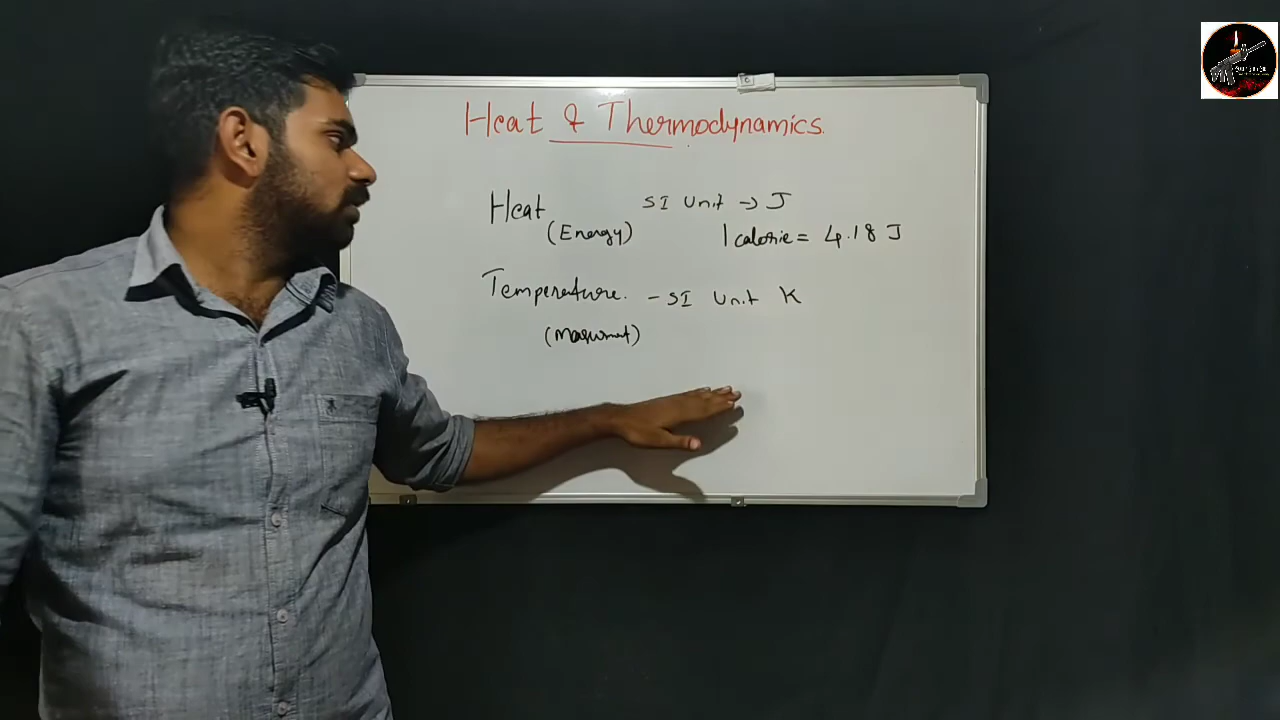 Heat & Thermodynamics.
Heat SI Unit → J
(Energy) 1 calorie = 4.18 J
Temperature. - SI Unit K